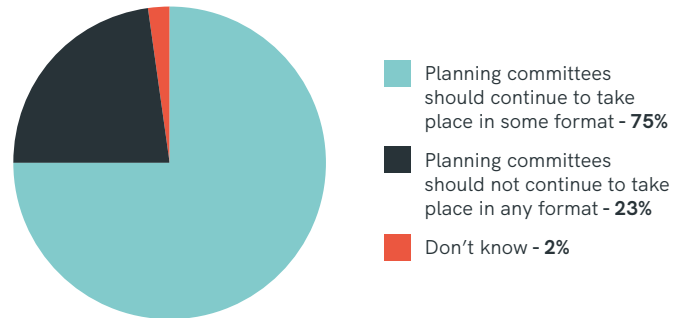 Planning committees
should continue to take
place in some format - 75%
Planning committees
should not continue to take
place in any format - 23%
Don’t know - 2%